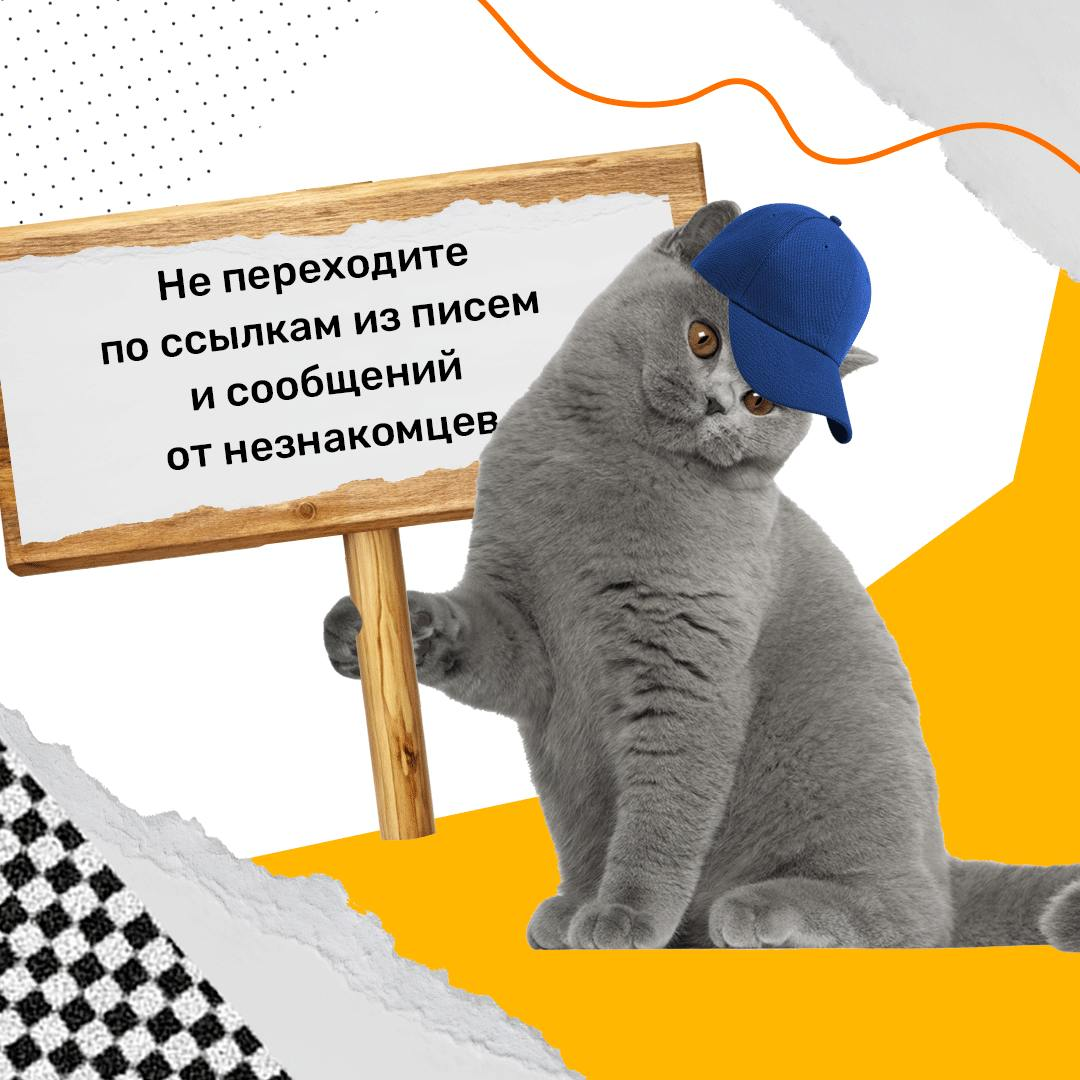 Не переходите
по ссылкам из писем
и сообщений
от незнакомцев